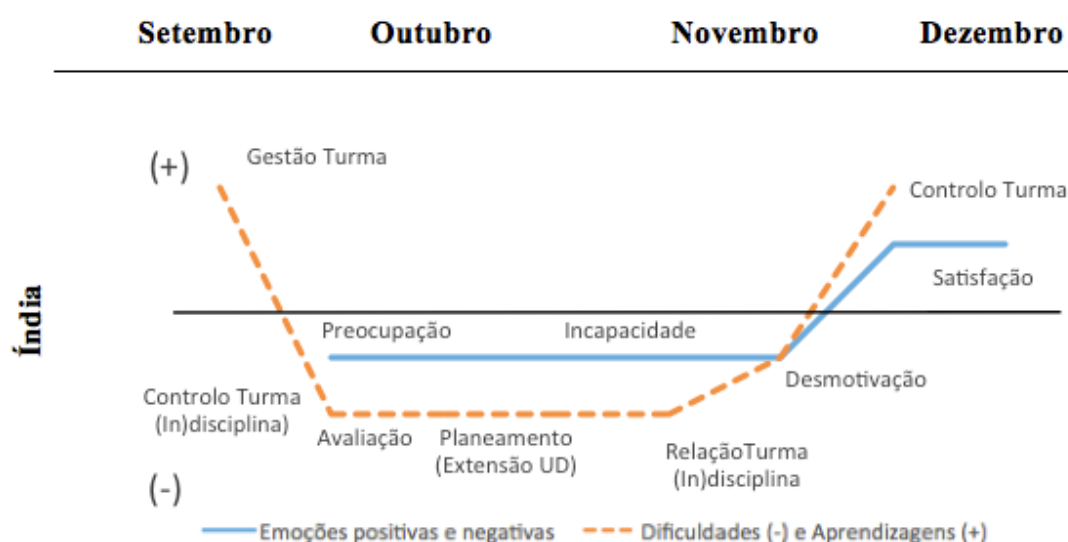 Setembro Outubro Novembro Dezembro
(+)
Gestão Turma
Controlo Turma
Satisfação
Índia
Preocupação
Incapacidade
Desmotivação
Controlo Turma
(In)disciplina)
Avaliação
Planeamento
(Extensão UD)
RelaçãoTurma
(In)disciplina
(-)
Emoções positivas e negativas
Dificuldades (-) e Aprendizagens (+)